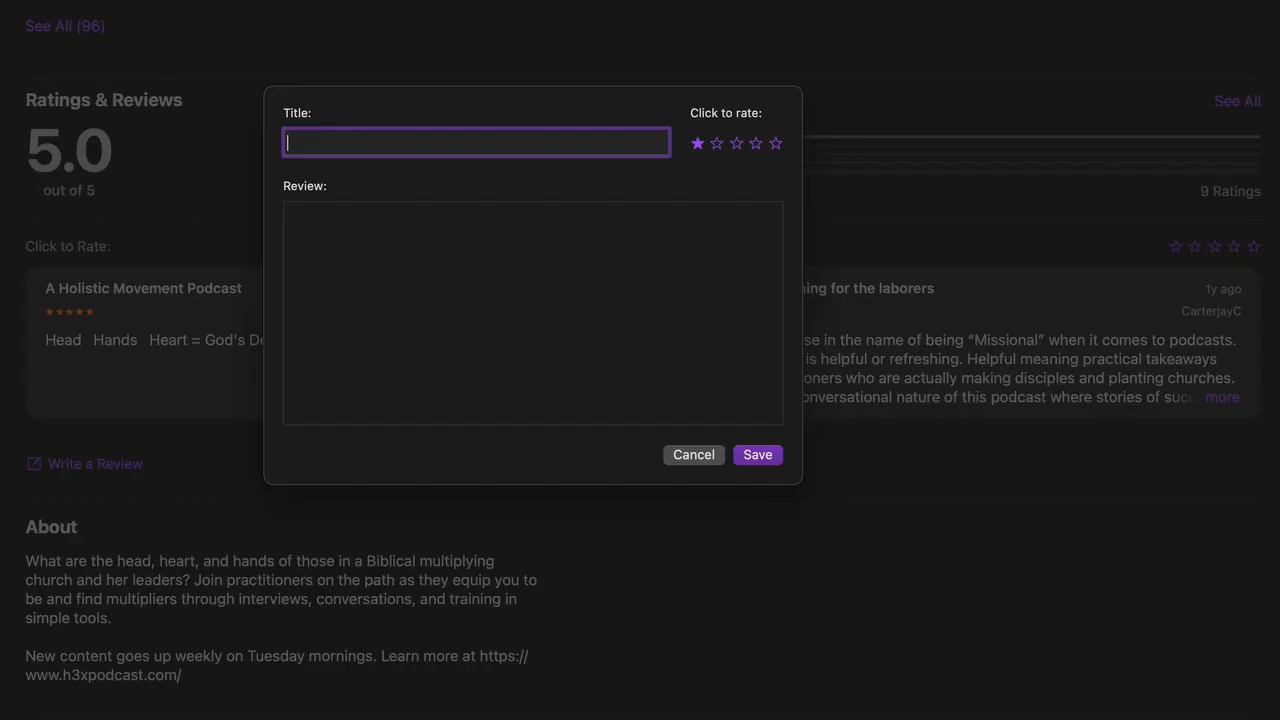 See All (96)
Ratings & Reviews
See All
5.0
out of 5
9 Ratings
Click to Rate:
A Holistic Movement Podcast
Head Hands Heart = God's
ing for the laborers
1y ago
CarterjayC
se in the name of being “Missional” when it comes to podcasts.
is helpful or refreshing. Helpful meaning practical takeaways
oners who are actually making disciples and planting churches.
onversational nature of this podcast where stories of
more
Write a Review
Title:
Click to rate:
Review:
Cancel
Save
About
What are the head, heart, and hands of those in a Biblical multiplying
church and her leaders? Join practitioners on the path as they equip you to
be and find multipliers through interviews, conversations, and training in
simple tools.
New content goes up weekly on Tuesday mornings. Learn more at https://
www.h3xpodcast.com/